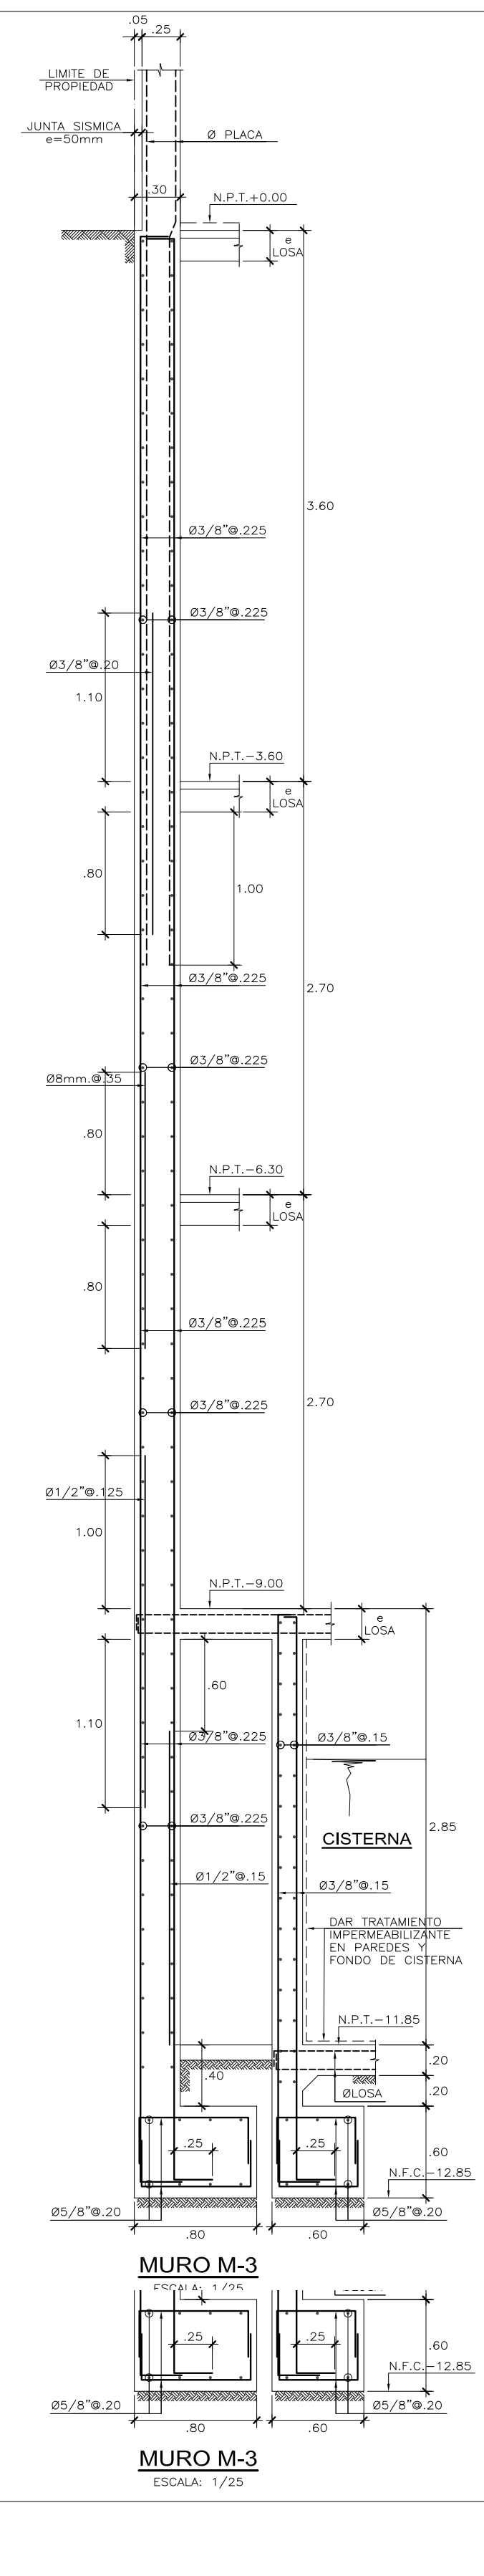 .05
.25
LIMITE DE
PROPIEDAD
JUNTA SISMICA
e=50mm
Ø PLACA
.30
N.P.T.+0.00
e
LOSA
3.60
Ø3/8"@.225
Ø3/8"@.225
Ø3/8"@.20
1.10
N.P.T.-3.60
e
LOSA
.80
1.00
Ø3/8"@.225
2.70
Ø3/8"@.225
Ø8mm.@.35
.80
N.P.T.-6.30
e
LOSA
.80
Ø3/8"@.225
2.70
Ø3/8"@.225
Ø1/2"@.125
1.00
N.P.T.-9.00
e
LOSA
.60
1.10
Ø3/8"@.225
Ø3/8"@.15
Ø3/8"@.225
CISTERNA
2.85
Ø1/2"@.15
Ø3/8"@.15
DAR TRATAMIENTO
IMPERMEABILIZANTE
EN PAREDES Y
FONDO DE CISTERNA
N.P.T.-11.85
.20
.40
ØLOSA
.20
.25
.25
.60
N.F.C.-12.85
Ø5/8"@.20
Ø5/8"@.20
.80
.60
MURO M-3
ESCALA: 1/25
.25
.25
.60
N.F.C.-12.85
Ø5/8"@.20
Ø5/8"@.20
.80
.60
MURO M-3
ESCALA: 1/25